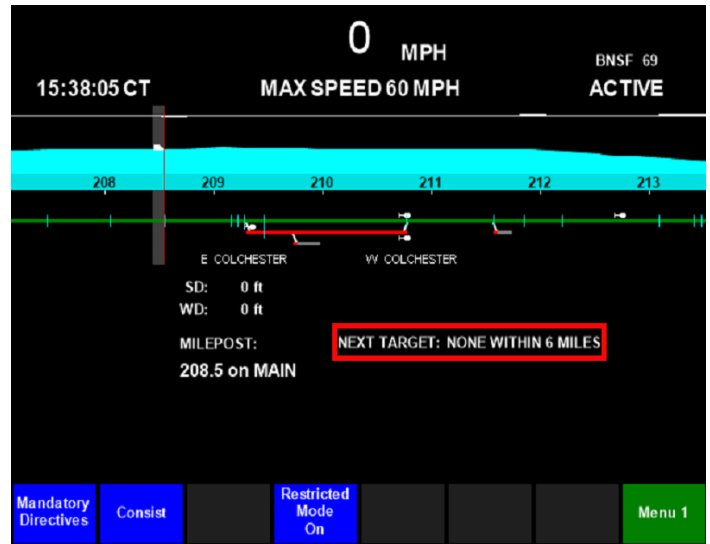 0 MPH
BNSF 69
15:38:05 CT MAX SPEED 60 MPH ACTIVE
208 209 210 211 212 213
E COLCHESTER W COLCHESTER
SD: 0 ft
WD: 0 ft
MILEPOST: NEXT TARGET: NONE WITHIN 6 MILES
208.5 on MAIN
Mandatory Directives
Consist
Restricted Mode On
Menu 1